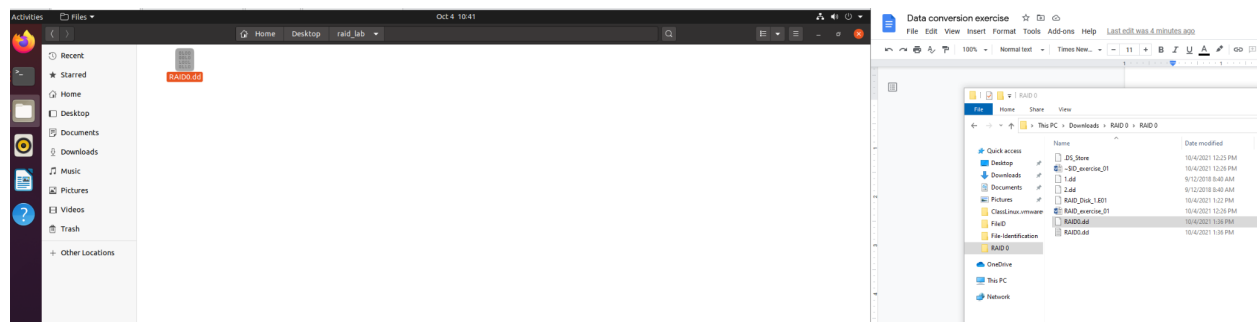 Activities Files Oct 4 10:41
Home Desktop raid_lab
Recent
Starred
Home
Desktop
Documents
Downloads
Music
Pictures
Videos
Trash
+ Other Locations
RAID0.dd
Data conversion exercise
File Edit View Insert Format Tools Add-ons Help Last edit was 4 minutes ago
100% Normal text Times New... - 11 + B I U A
RAID 0
File Home Share View
This PC > Downloads > RAID 0 > RAID 0
Name Date modified
Quick access
Desktop
Downloads
Documents
Pictures
ClassLinux.vmware
FileID
File-Identification
RAID 0
OneDrive
This PC
Network
.DS_Store 10/4/2021 12:25 PM
~SID_exercise_01 10/4/2021 12:26 PM
1.dd 9/12/2018 8:40 AM
2.dd 9/12/2018 8:40 AM
RAID_Disk_1.E01 10/4/2021 1:22 PM
RAID_exercise_01 10/4/2021 12:26 PM
RAID0.dd 10/4/2021 1:36 PM
RAID0.dd 10/4/2021 1:36 PM